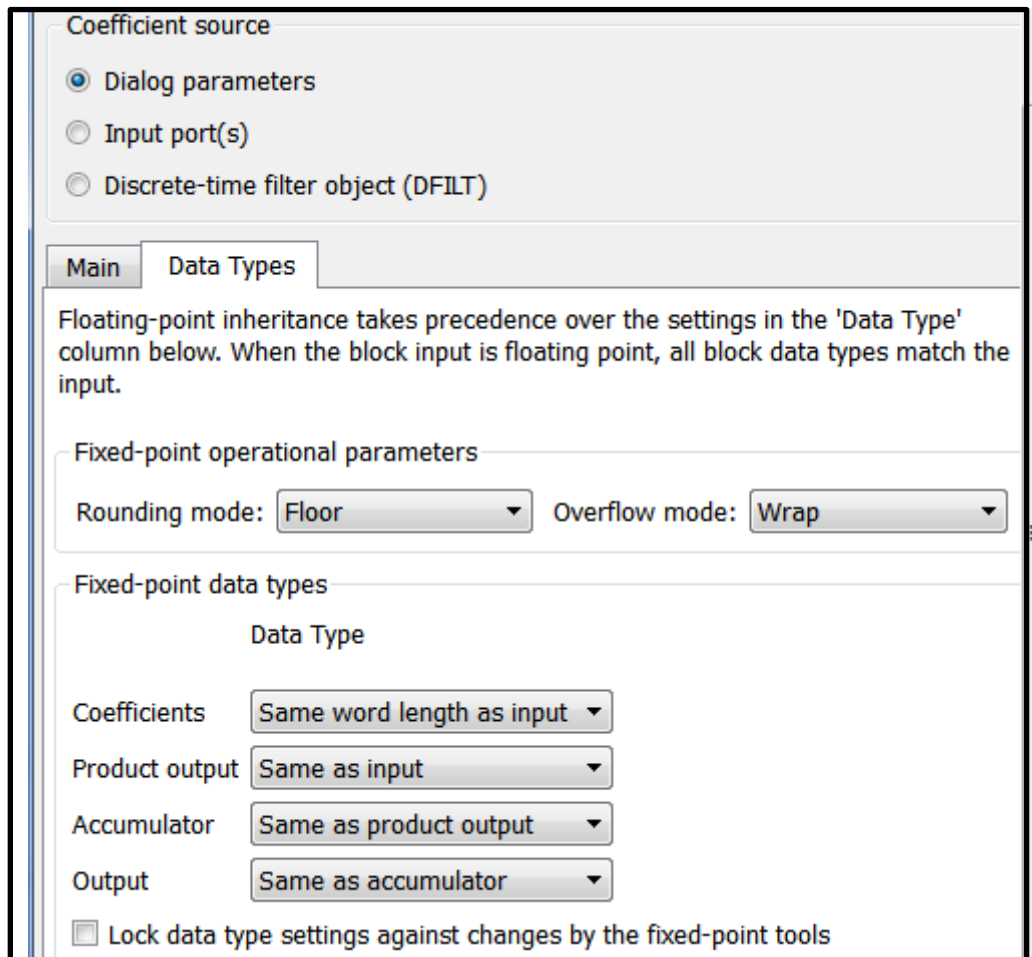 Coefficient source
Dialog parameters
Input port(s)
Discrete-time filter object (DFILT)
Main Data Types
Floating-point inheritance takes precedence over the settings in the 'Data Type'
column below. When the block input is floating point, all block data types match the
input.
Fixed-point operational parameters
Rounding mode: Floor Overflow mode: Wrap
Fixed-point data types
Data Type
Coefficients Same word length as input
Product output Same as input
Accumulator Same as product output
Output Same as accumulator
Lock data type settings against changes by the fixed-point tools